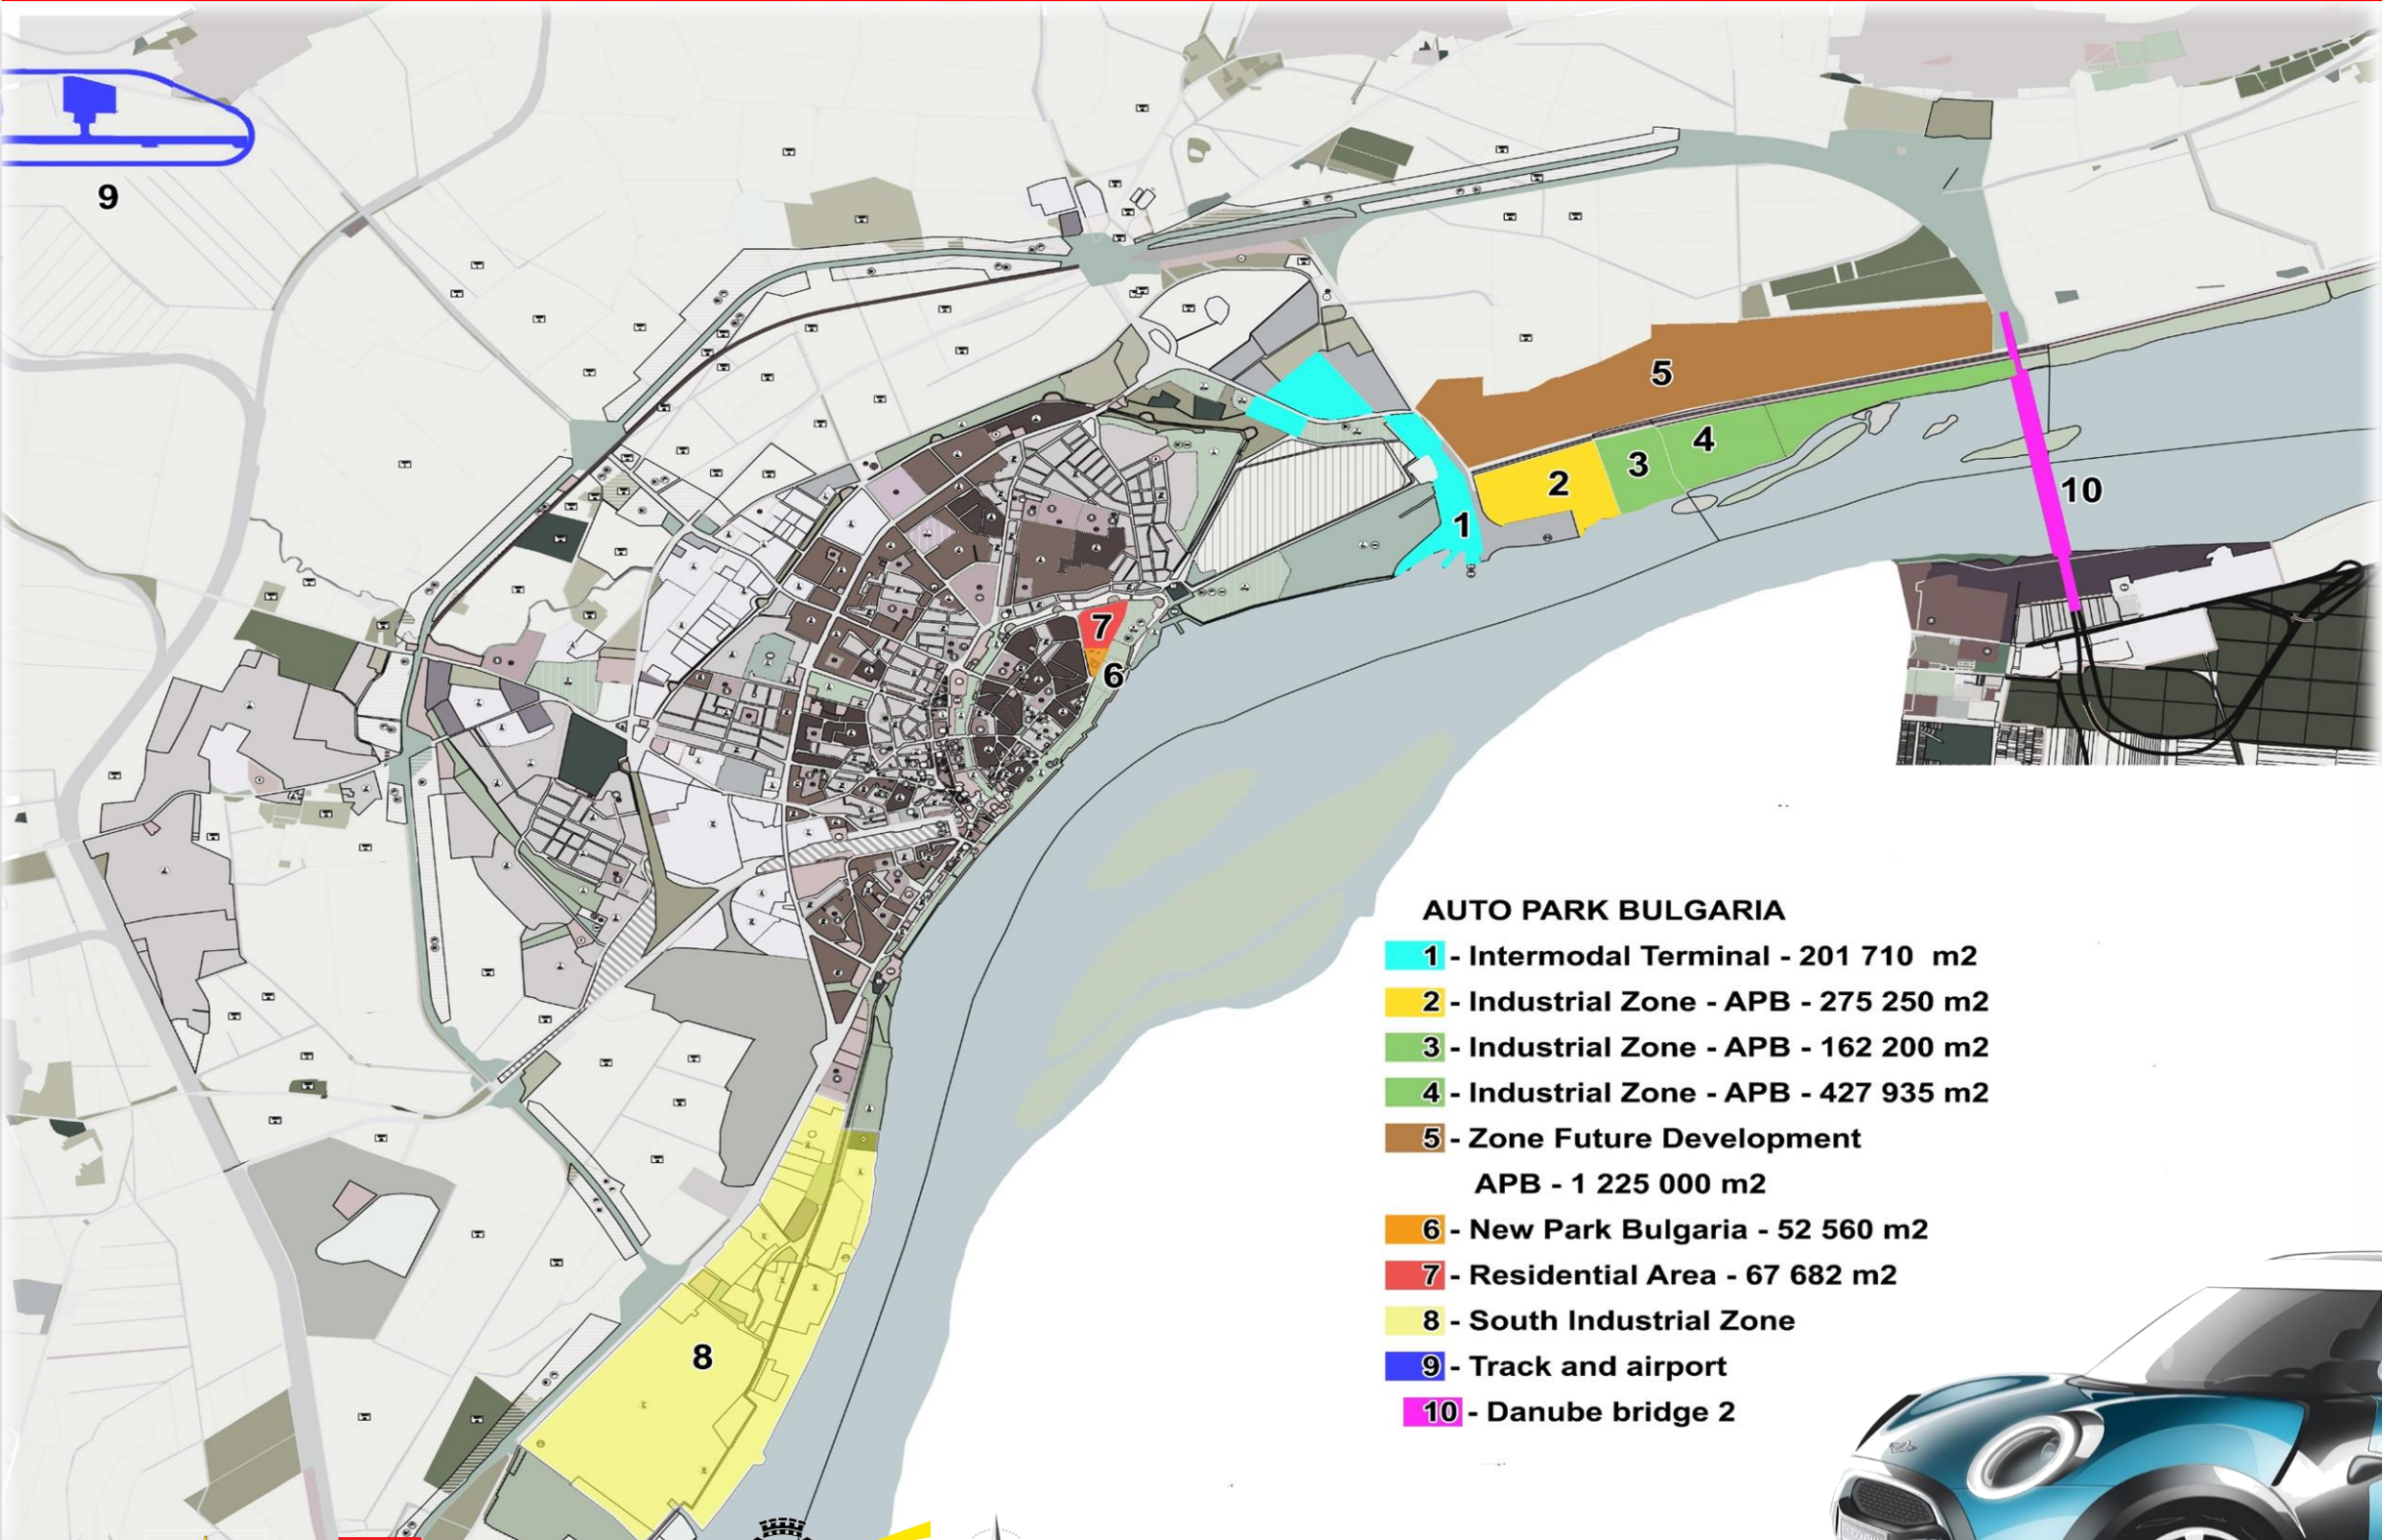 9
5
4
3
2
1
10
7
6
8
AUTO PARK BULGARIA
1 - Intermodal Terminal - 201 710 m2
2 - Industrial Zone - APB - 275 250 m2
3 - Industrial Zone - APB - 162 200 m2
4 - Industrial Zone - APB - 427 935 m2
5 - Zone Future Development
APB - 1 225 000 m2
6 - New Park Bulgaria - 52 560 m2
7 - Residential Area - 67 682 m2
8 - South Industrial Zone
9 - Track and airport
10 - Danube bridge 2